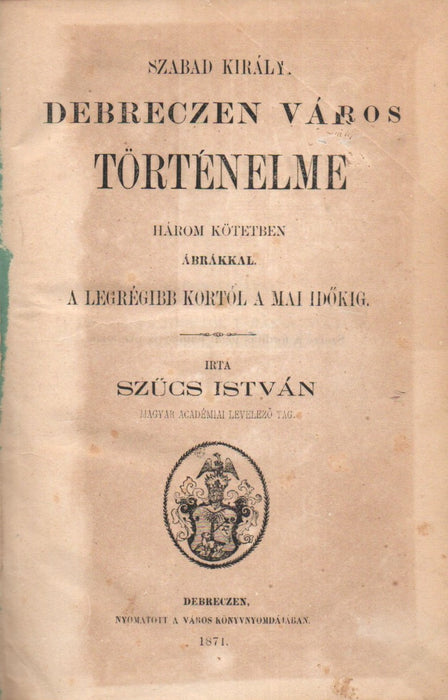 SZABAD KIRÁLY.
DEBRECZEN VÁROS
TÖRTÉNELME
HÁROM KÖTETBEN
ÁBRÁKKAL.
A LEGRÉGIBB KORTÓL A MAI IDŐKIG.
IRTA
SZŰCS ISTVÁN
MAGYAR ACADÉMIAI LEVELEZŐ TAG.
DEBRECZEN,
NYOMATOTT A VÁROS KÖNYVNYOMDÁJÁBAN.
1871.